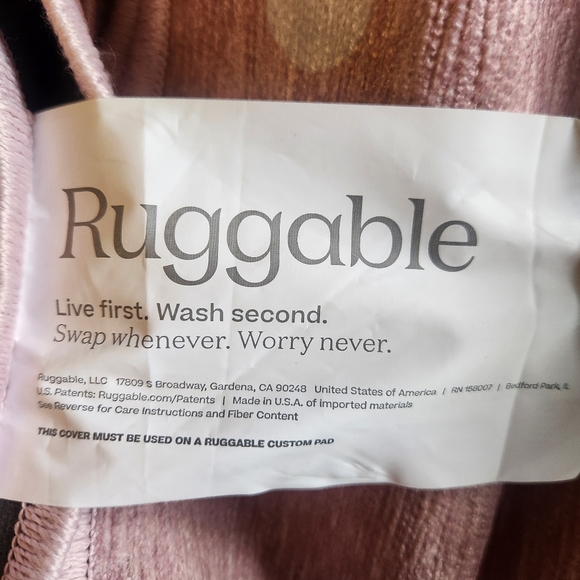 Ruggable
Live first. Wash second.
Swap whenever. Worry never.
Ruggable, LLC 17809 S Broadway, Gardena, CA 90248 United States of America | RN 158007 | Bedford Park, IL
U.S. Patents: Ruggable.com/Patents | Made in U.S.A. of imported materials
See Reverse for Care Instructions and Fiber Content
THIS COVER MUST BE USED ON A RUGGABLE CUSTOM PAD